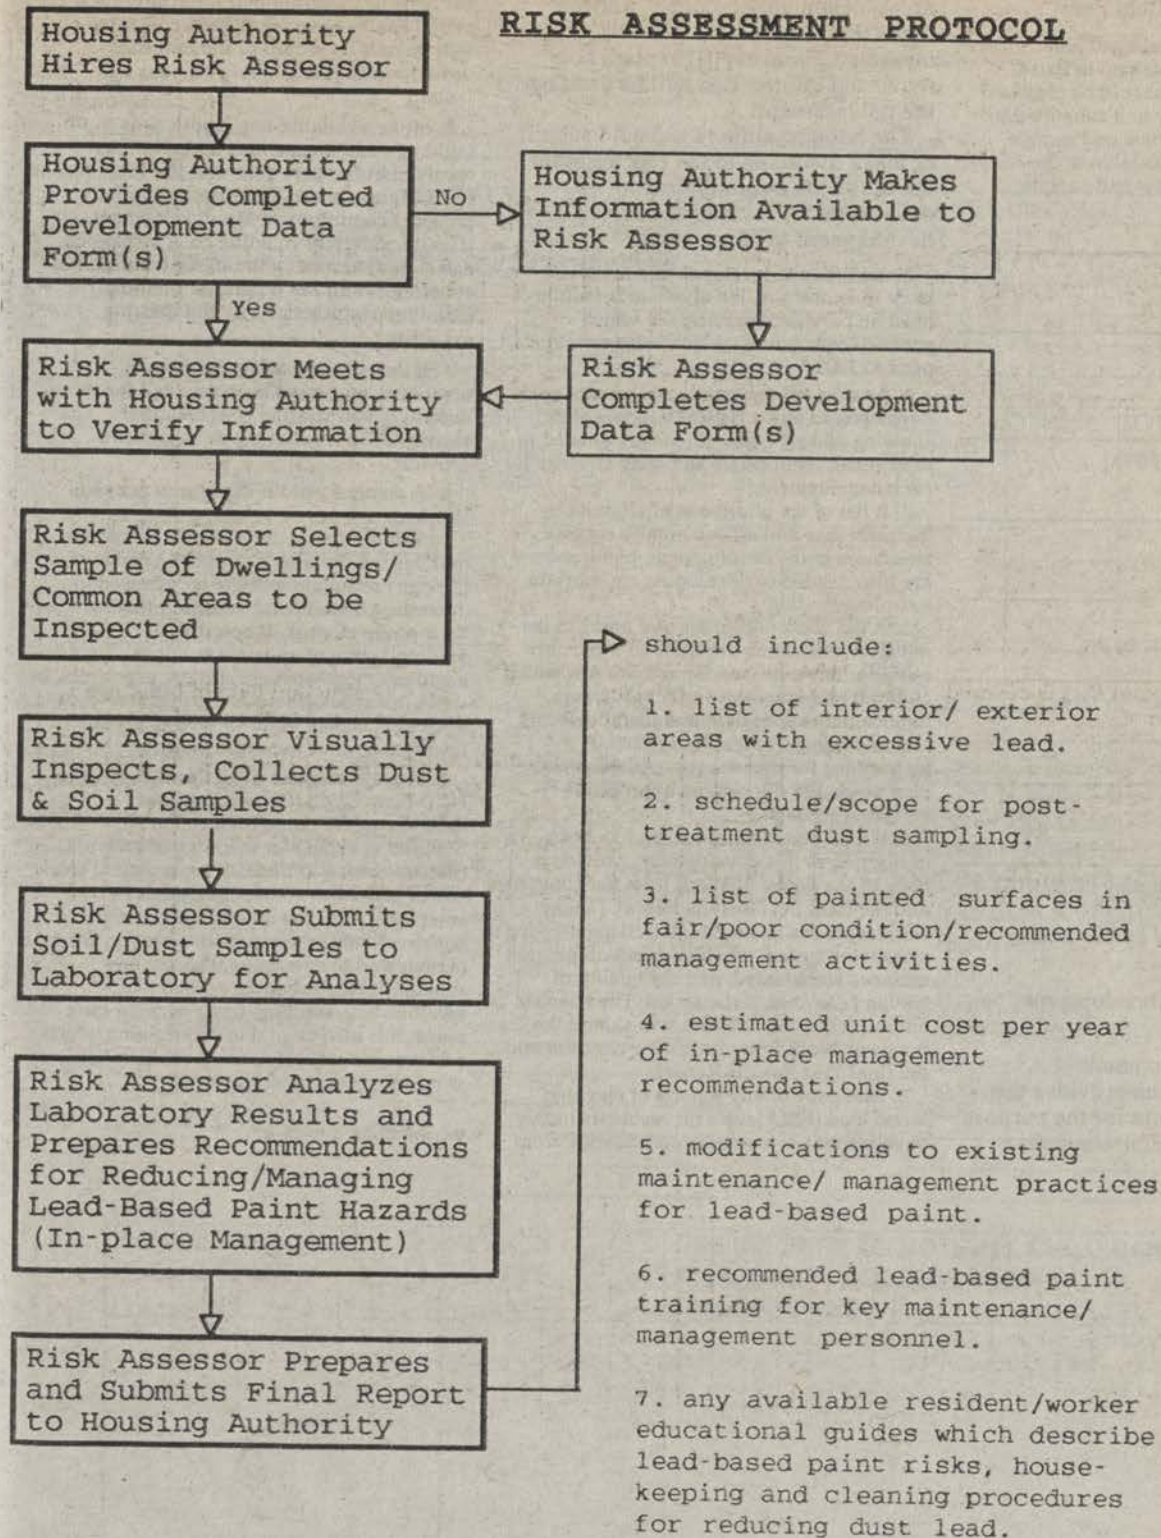 RISK ASSESSMENT PROTOCOL
Housing Authority
Hires Risk Assessor
Housing Authority
Provides Completed
Development Data
Form(s)
No
Housing Authority Makes
Information Available to
Risk Assessor
Yes
Risk Assessor Meets
with Housing Authority
to Verify Information
Risk Assessor
Completes Development
Data Form(s)
Risk Assessor Selects
Sample of Dwellings/
Common Areas to be
Inspected
Risk Assessor Visually
Inspects, Collects Dust
& Soil Samples
Risk Assessor Submits
Soil/Dust Samples to
Laboratory for Analyses
Risk Assessor Analyzes
Laboratory Results and
Prepares Recommendations
for Reducing/Managing
Lead-Based Paint Hazards
(In-place Management)
Risk Assessor Prepares
and Submits Final Report
to Housing Authority
should include:
1. list of interior/ exterior
areas with excessive lead.
2. schedule/scope for post-
treatment dust sampling.
3. list of painted surfaces in
fair/poor condition/recommended
management activities.
4. estimated unit cost per year
of in-place management
recommendations.
5. modifications to existing
maintenance/ management practices
for lead-based paint.
6. recommended lead-based paint
training for key maintenance/
management personnel.
7. any available resident/worker
educational guides which describe
lead-based paint risks, house-
keeping and cleaning procedures
for reducing dust lead.